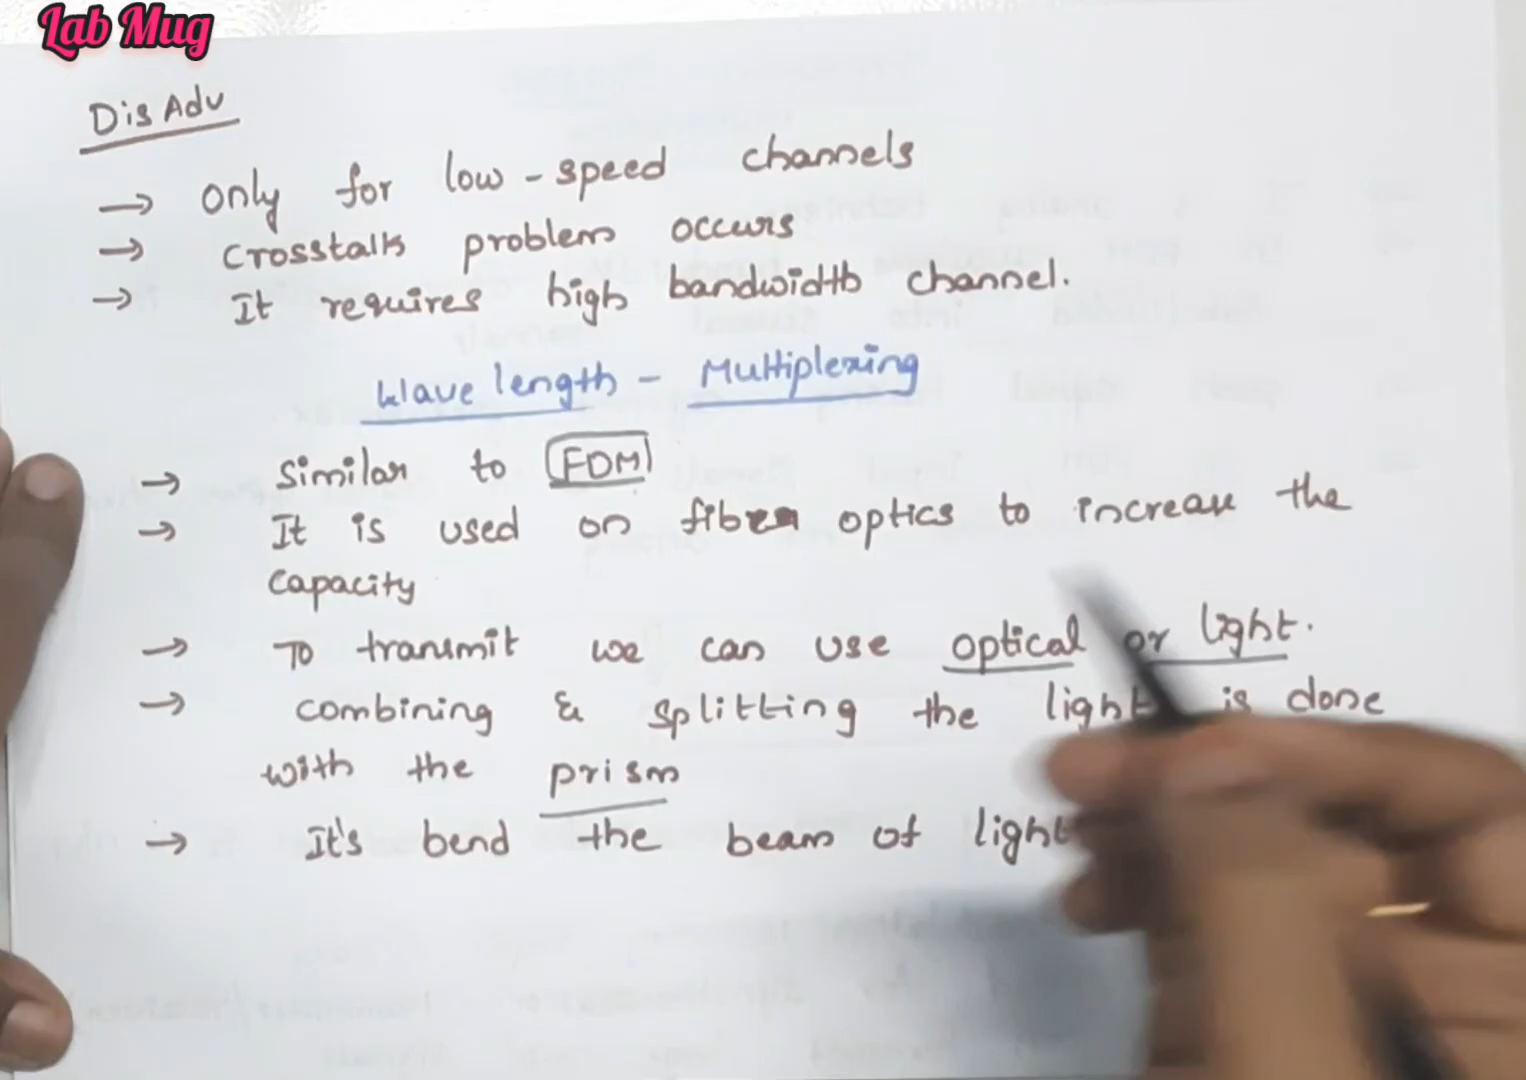 Lab Mug
DisAdv
→ only for low-speed channels
→ crosstalk problem occurs
→ It requires high bandwidth channel.
Wave length - Multiplexing
→ Similar to FDM
→ It is used on fiber optics to increase the
capacity
→ To transmit we can use optical or light.
→ combining & splitting the light is done
with the prism
→ It's bend the beam of light